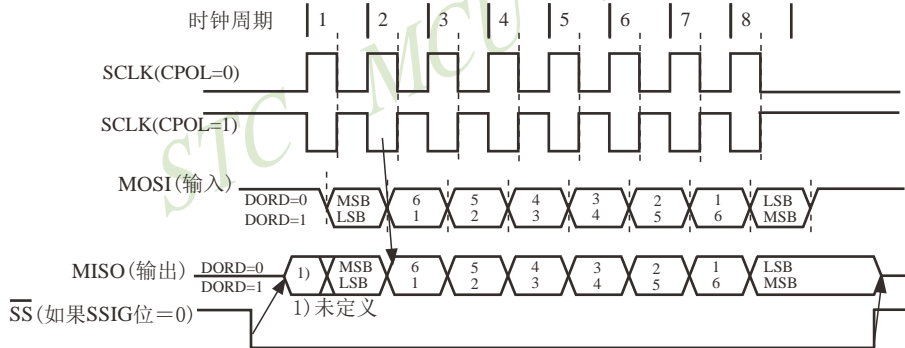 时钟周期 1 2 3 4 5 6 7 8
SCLK(CPOL=0)
SCLK(CPOL=1)
STC MCU
MOSI(输入)
DORD=0 MSB 6 5 4 3 2 1 LSB
DORD=1 LSB 1 2 3 4 5 6 MSB
MISO(输出)
DORD=0 1) MSB 6 5 4 3 2 1 LSB
DORD=1 LSB 1 2 3 4 5 6 MSB
1)未定义
SS(如果SSIG位=0)